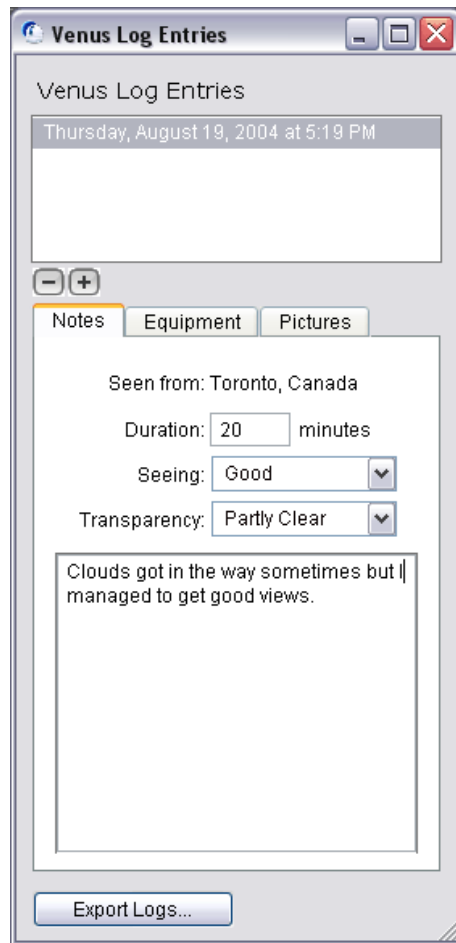 Venus Log Entries
Venus Log Entries
Thursday, August 19, 2004 at 5:19 PM
Notes Equipment Pictures
Seen from: Toronto, Canada
Duration: 20 minutes
Seeing: Good
Transparency: Partly Clear
Clouds got in the way sometimes but I
managed to get good views.
Export Logs...